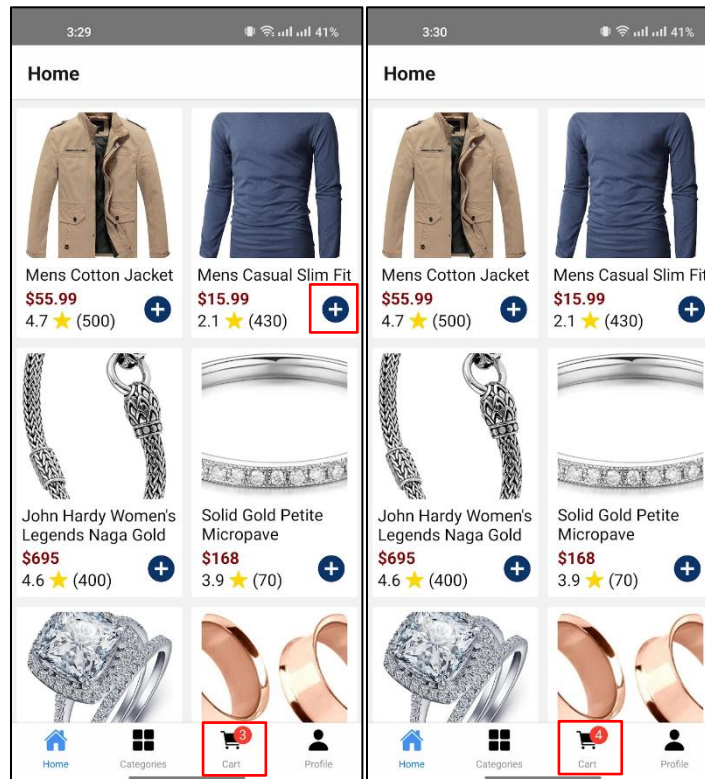 3:29
41%
Home
Mens Cotton Jacket
$55.99
4.7 (500)
Mens Casual Slim Fit
$15.99
2.1 (430)
John Hardy Women's
Legends Naga Gold
$695
4.6 (400)
Solid Gold Petite
Micropave
$168
3.9 (70)
3
Home
Categories
Cart
Profile
3:30
41%
Home
Mens Cotton Jacket
$55.99
4.7 (500)
Mens Casual Slim Fit
$15.99
2.1 (430)
John Hardy Women's
Legends Naga Gold
$695
4.6 (400)
Solid Gold Petite
Micropave
$168
3.9 (70)
4
Home
Categories
Cart
Profile